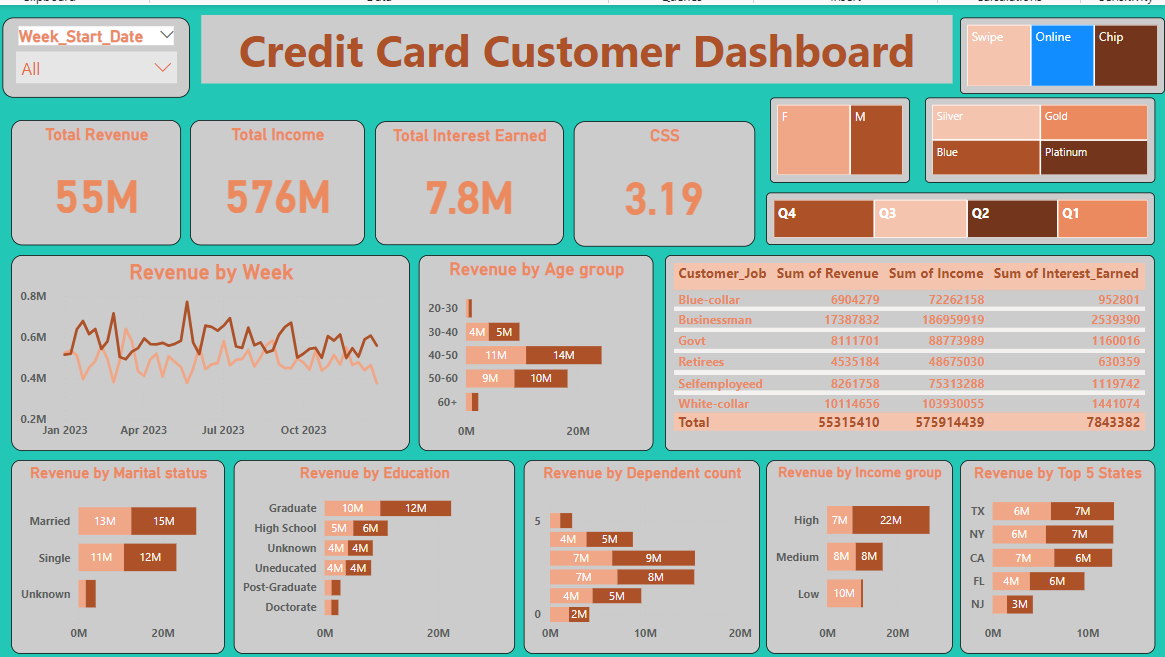 Week_Start_Date
All
Credit Card Customer Dashboard
Swipe Online Chip
Total Revenue
55M
Total Income
576M
Total Interest Earned
7.8M
CSS
3.19
F M
Silver Gold
Blue Platinum
Q4 Q3 Q2 Q1
Revenue by Week
0.8M
0.6M
0.4M
0.2M
Jan 2023 Apr 2023 Jul 2023 Oct 2023
Revenue by Age group
20-30
30-40 4M 5M
40-50 11M 14M
50-60 9M 10M
60+
0M 20M
Customer_Job Sum of Revenue Sum of Income Sum of Interest_Earned
Blue-collar 6904279 72262158 952801
Businessman 17387832 186959919 2539390
Govt 8111701 88773989 1160016
Retirees 4535184 48675030 630359
Selfemployeed 8261758 75313288 1119742
White-collar 10114656 103930055 1441074
Total 55315410 575914439 7843382
Revenue by Marital status
Married 13M 15M
Single 11M 12M
Unknown
0M 20M
Revenue by Education
Graduate 10M 12M
High School 5M 6M
Unknown 4M 4M
Uneducated 4M 4M
Post-Graduate
Doctorate
0M 20M
Revenue by Dependent count
5
4M 5M
7M 9M
7M 8M
4M 5M
0 2M
0M 10M 20M
Revenue by Income group
High 7M 22M
Medium 8M 8M
Low 10M
0M 20M
Revenue by Top 5 States
TX 6M 7M
NY 6M 7M
CA 7M 6M
FL 4M 6M
NJ 3M
0M 10M